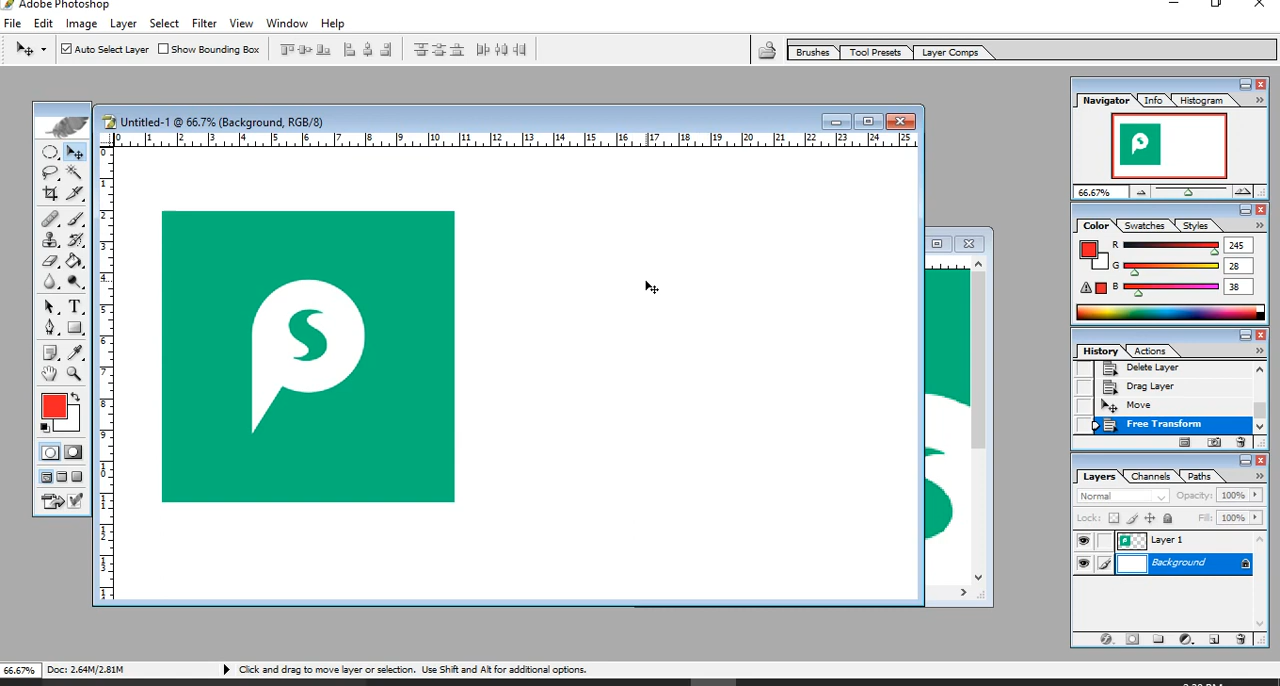 Adobe Photoshop
File Edit Image Layer Select Filter View Window Help
Auto Select Layer Show Bounding Box Brushes Tool Presets Layer Comps
Untitled-1 @ 66.7% (Background, RGB/8)
0 1 2 3 4 5 6 7 8 9 10 11 12 13 14 15 16 17 18 19 20 21 22 23 24 25
Navigator Info Histogram
66.67%
Color Swatches Styles
R 245
G 28
B 38
History Actions
Delete Layer
Drag Layer
Move
Free Transform
Layers Channels Paths
Normal Opacity: 100%
Lock: Fill: 100%
Layer 1
Background
66.67% Doc: 2.64M/2.81M Click and drag to move layer or selection. Use Shift and Alt for additional options.